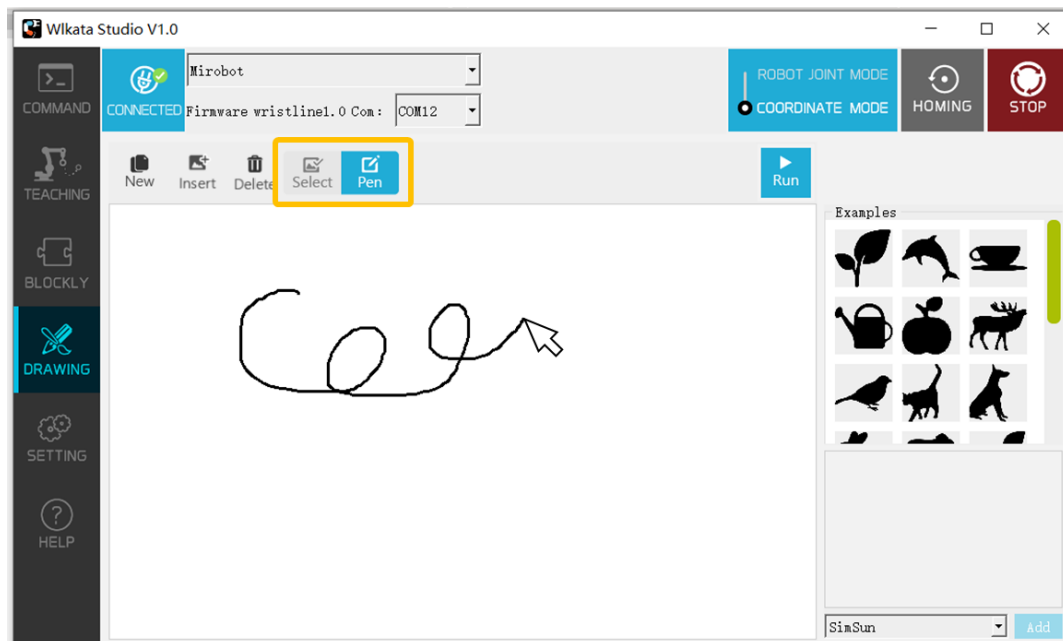 Wlkata Studio V1.0
COMMAND
CONNECTED
Mirobot
Firmware wristline1.0 Com: COM12
ROBOT JOINT MODE
COORDINATE MODE
HOMING
STOP
TEACHING
New
Insert
Delete
Select
Pen
Run
Examples
BLOCKLY
DRAWING
SETTING
HELP
SimSun
Add